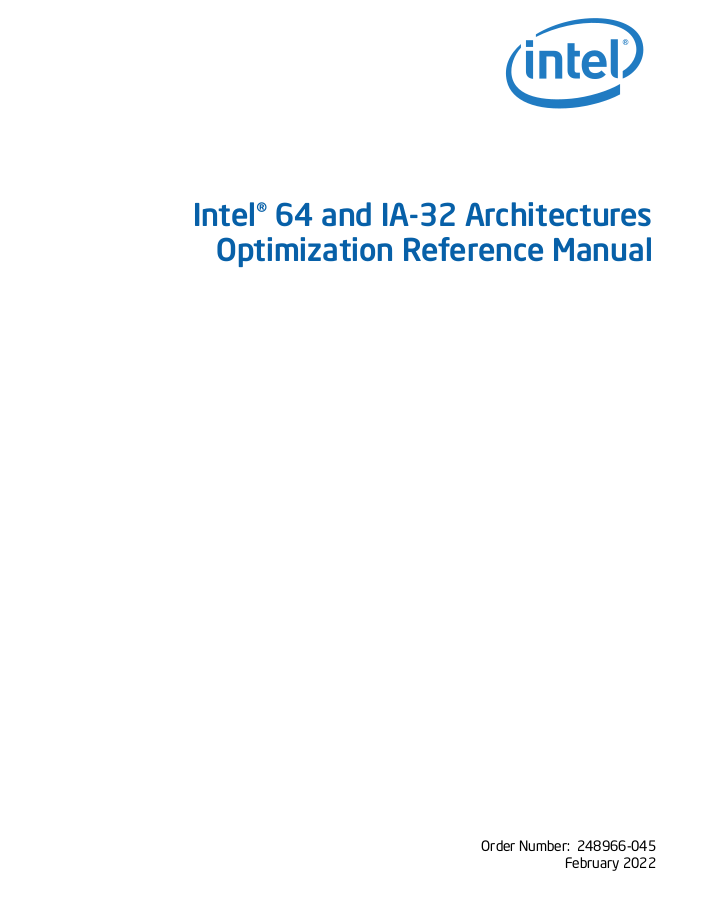 intel®
Intel® 64 and IA-32 Architectures
Optimization Reference Manual
Order Number: 248966-045
February 2022